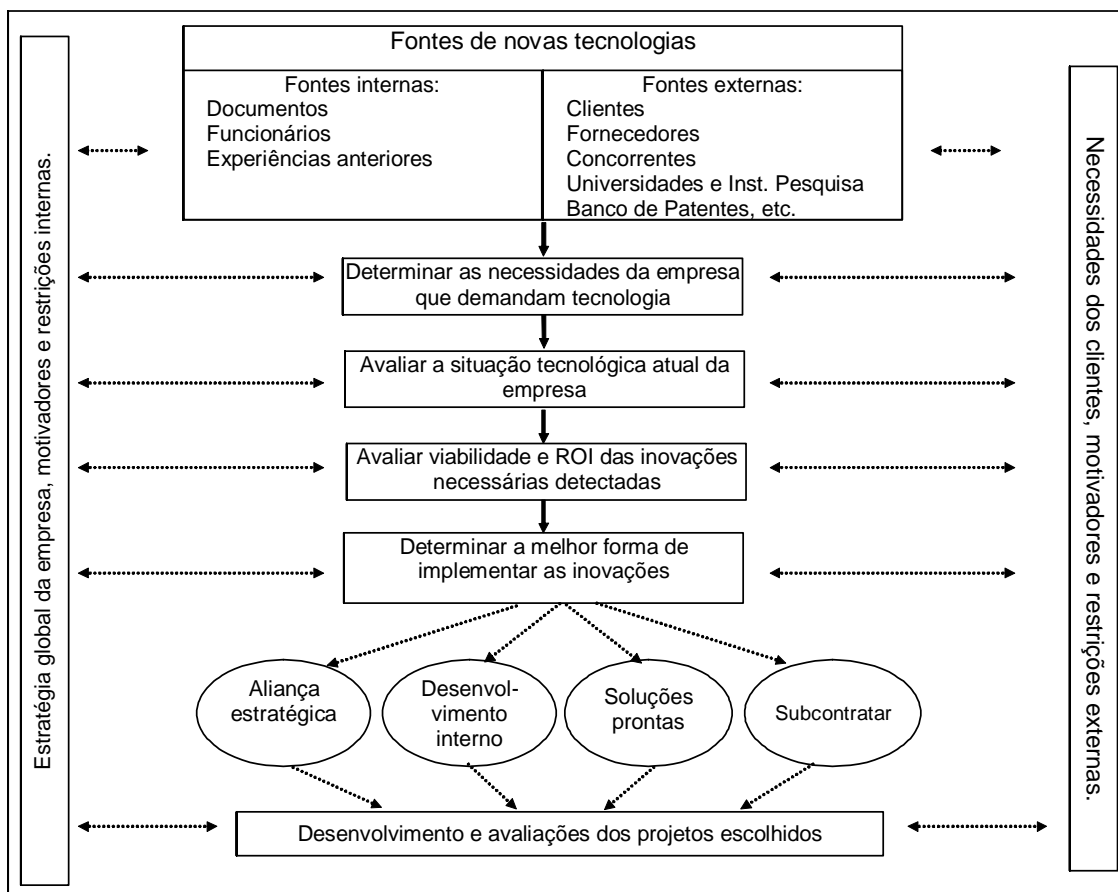 Fontes de novas tecnologias
Fontes internas:
Documentos
Funcionários
Experiências anteriores
Fontes externas:
Clientes
Fornecedores
Concorrentes
Universidades e Inst. Pesquisa
Banco de Patentes, etc.
Estratégia global da empresa, motivadores e restrições internas.
Necessidades dos clientes, motivadores e restrições externas.
Determinar as necessidades da empresa
que demandam tecnologia
Avaliar a situação tecnológica atual da
empresa
Avaliar viabilidade e ROI das inovações
necessárias detectadas
Determinar a melhor forma de
implementar as inovações
Aliança
estratégica
Desenvol-
vimento
interno
Soluções
prontas
Subcontratar
Desenvolvimento e avaliações dos projetos escolhidos